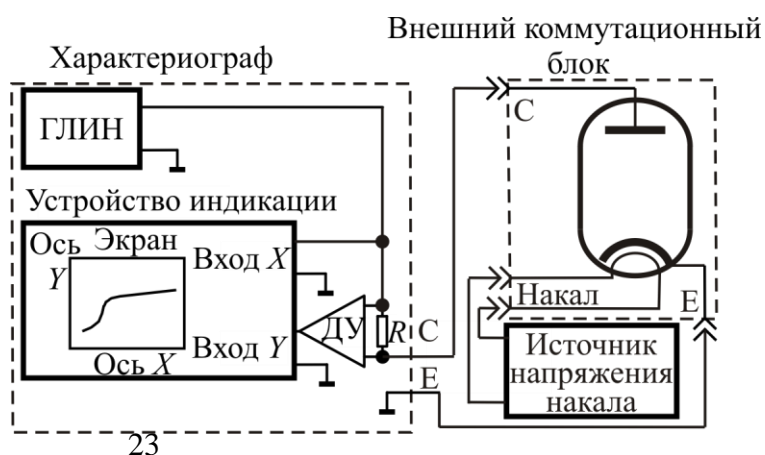 Внешний коммутационный
блок
Характериограф
ГЛИН
C
Устройство индикации
Ось
Y
Экран
Вход X
Накал
E
ДУ
R
C
Вход Y
Ось X
E
Источник
напряжения
накала
23